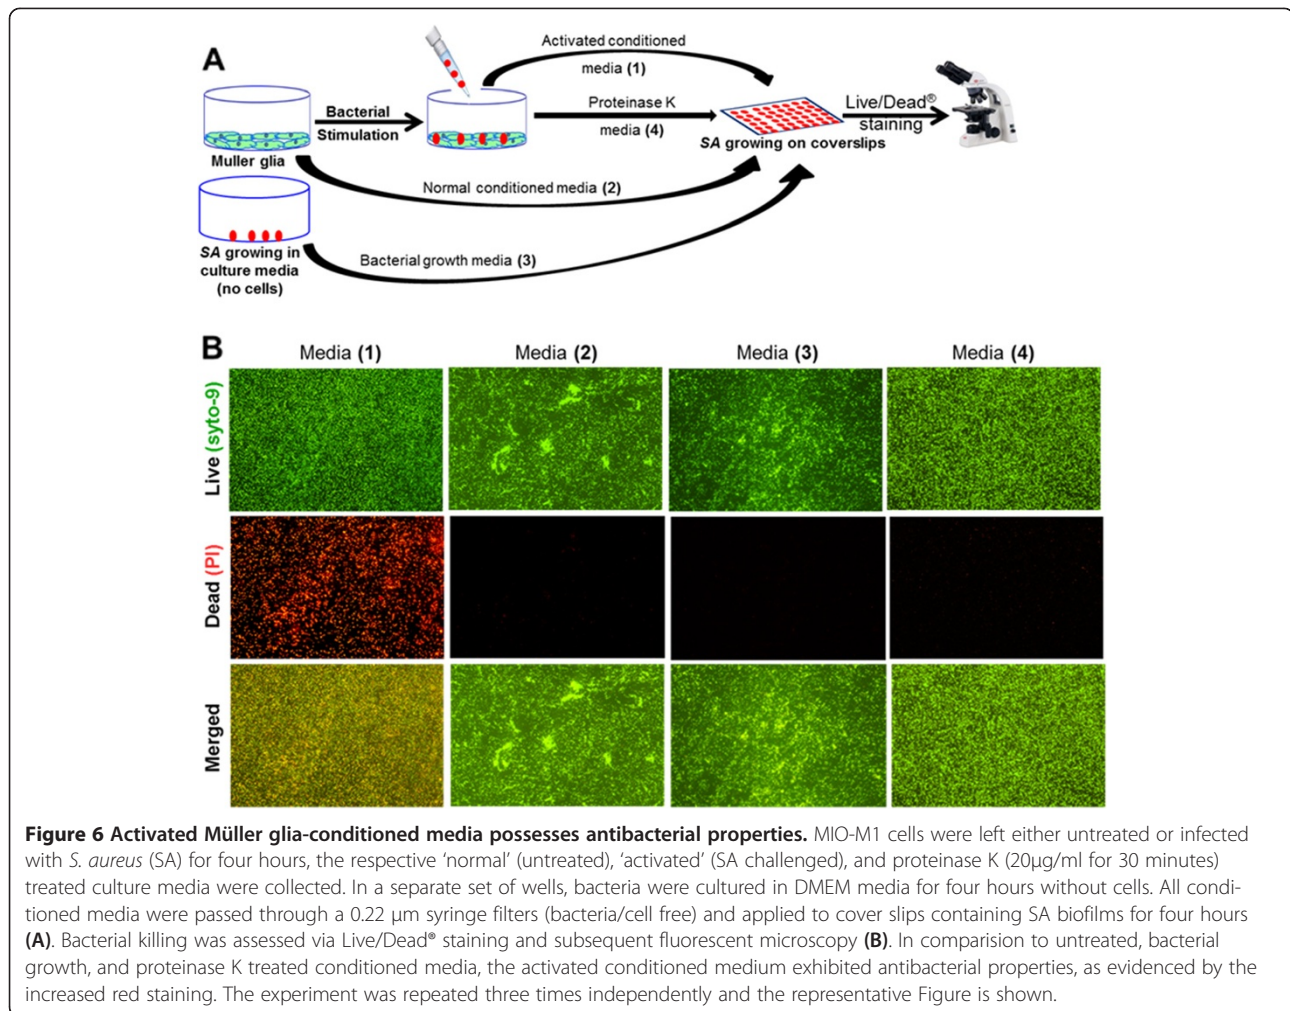 A
Activated conditioned
media (1)
Bacterial
Stimulation
Proteinase K
media (4)
Live/Dead®
staining
Muller glia
SA growing on coverslips
Normal conditioned media (2)
SA growing in
culture media
(no cells)
Bacterial growth media (3)
B
Media (1)
Media (2)
Media (3)
Media (4)
Live (syto-9)
Dead (PI)
Merged
Figure 6 Activated Müller glia-conditioned media possesses antibacterial properties. MIO-M1 cells were left either untreated or infected
with S. aureus (SA) for four hours, the respective ‘normal’ (untreated), ‘activated’ (SA challenged), and proteinase K (20μg/ml for 30 minutes)
treated culture media were collected. In a separate set of wells, bacteria were cultured in DMEM media for four hours without cells. All condi-
tioned media were passed through a 0.22 μm syringe filters (bacteria/cell free) and applied to cover slips containing SA biofilms for four hours
(A). Bacterial killing was assessed via Live/Dead® staining and subsequent fluorescent microscopy (B). In comparision to untreated, bacterial
growth, and proteinase K treated conditioned media, the activated conditioned medium exhibited antibacterial properties, as evidenced by the
increased red staining. The experiment was repeated three times independently and the representative Figure is shown.